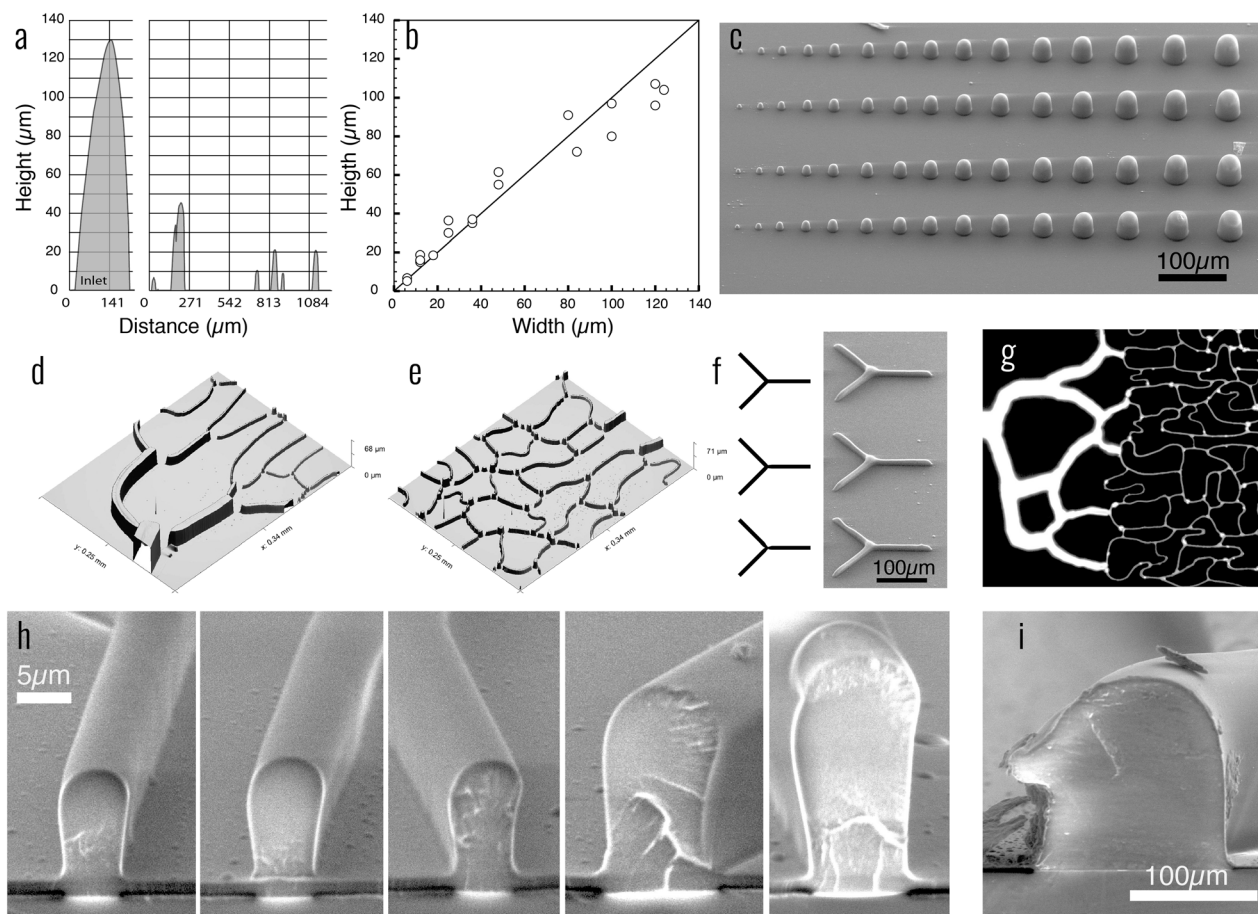 a
140
120
100
80
60
40
20
0
Height (µm)
Inlet
0
141
0
271
542
813
1084
Distance (µm)
b
140
120
100
80
60
40
20
0
Heigth (µm)
0
20
40
60
80
100
120
140
Width (µm)
c
100µm
d
68 µm
0 µm
y: 0.25 mm
x: 0.34 mm
e
71 µm
0 µm
y: 0.25 mm
x: 0.34 mm
f
100µm
g
h
5µm
i
100µm